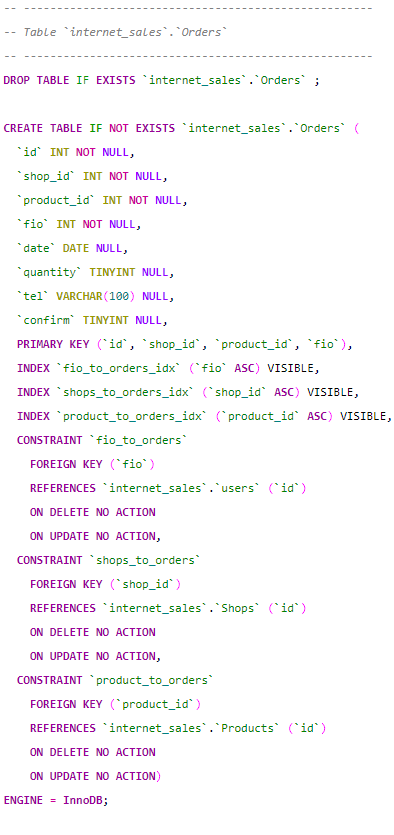 -- -----------------------------------------------------
-- Table `internet_sales`.`Orders`
-- -----------------------------------------------------
DROP TABLE IF EXISTS `internet_sales`.`Orders` ;

CREATE TABLE IF NOT EXISTS `internet_sales`.`Orders` (
  `id` INT NOT NULL,
  `shop_id` INT NOT NULL,
  `product_id` INT NOT NULL,
  `fio` INT NOT NULL,
  `date` DATE NULL,
  `quantity` TINYINT NULL,
  `tel` VARCHAR(100) NULL,
  `confirm` TINYINT NULL,
  PRIMARY KEY (`id`, `shop_id`, `product_id`, `fio`),
  INDEX `fio_to_orders_idx` (`fio` ASC) VISIBLE,
  INDEX `shops_to_orders_idx` (`shop_id` ASC) VISIBLE,
  INDEX `product_to_orders_idx` (`product_id` ASC) VISIBLE,
  CONSTRAINT `fio_to_orders`
    FOREIGN KEY (`fio`)
    REFERENCES `internet_sales`.`users` (`id`)
    ON DELETE NO ACTION
    ON UPDATE NO ACTION,
  CONSTRAINT `shops_to_orders`
    FOREIGN KEY (`shop_id`)
    REFERENCES `internet_sales`.`Shops` (`id`)
    ON DELETE NO ACTION
    ON UPDATE NO ACTION,
  CONSTRAINT `product_to_orders`
    FOREIGN KEY (`product_id`)
    REFERENCES `internet_sales`.`Products` (`id`)
    ON DELETE NO ACTION
    ON UPDATE NO ACTION)
ENGINE = InnoDB;